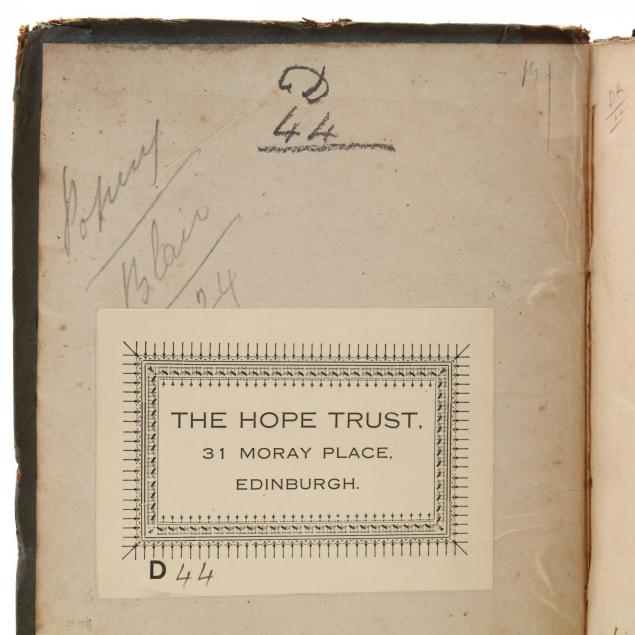 D
44
Popery
Blair
24
THE HOPE TRUST,
31 MORAY PLACE,
EDINBURGH.
D 44